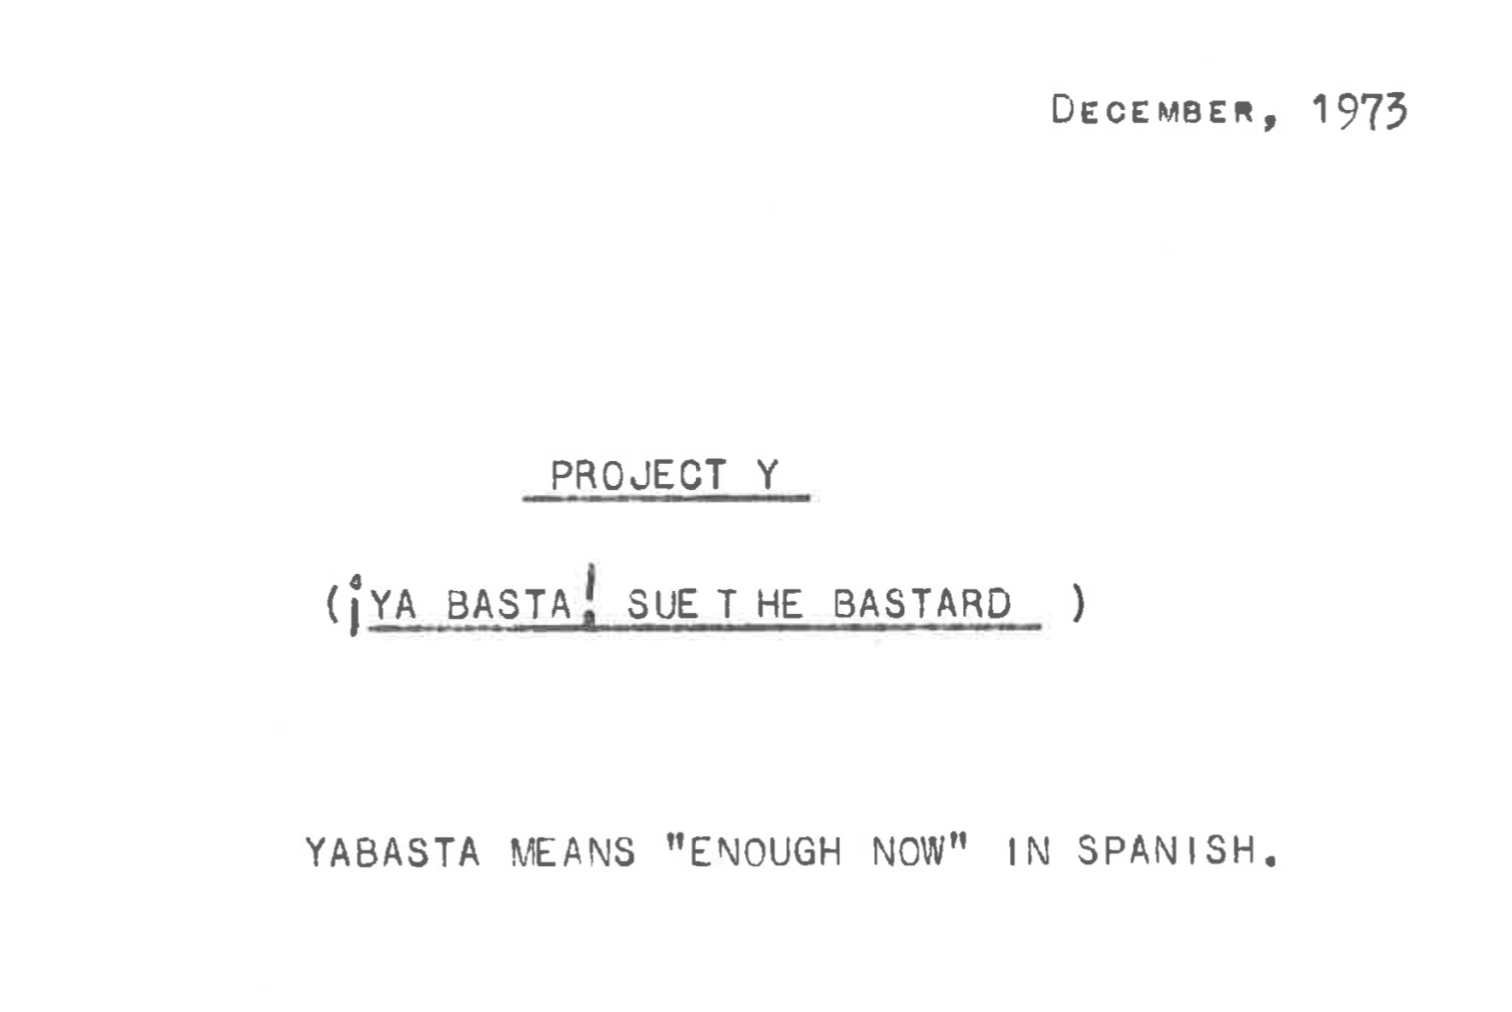 DECEMBER, 1973
PROJECT Y
(¡YA BASTA! SUE T HE BASTARD )
YABASTA MEANS "ENOUGH NOW" IN SPANISH.